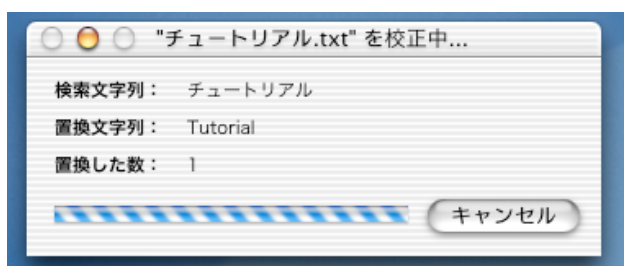 "チュートリアル.txt" を校正中...
検索文字列： チュートリアル
置換文字列： Tutorial
置換した数： 1
キャンセル